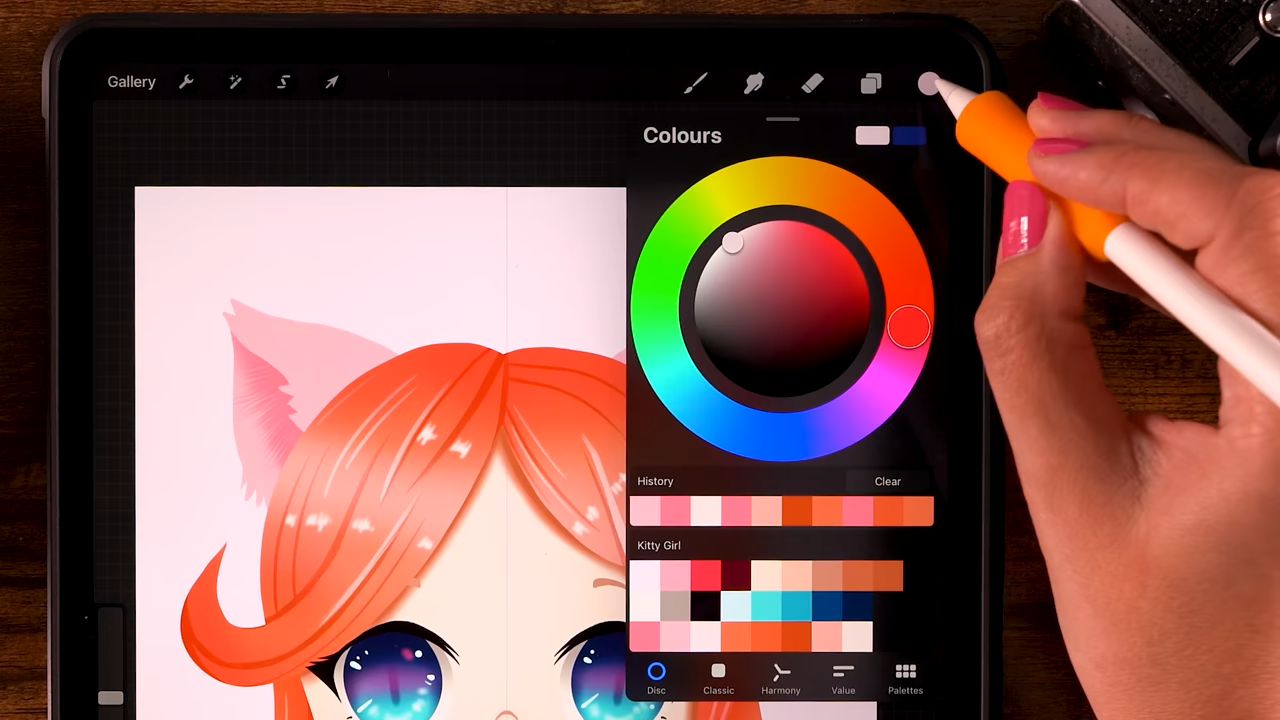 Gallery
Colours
History
Clear
Kitty Girl
Disc
Classic
Harmony
Value
Palettes